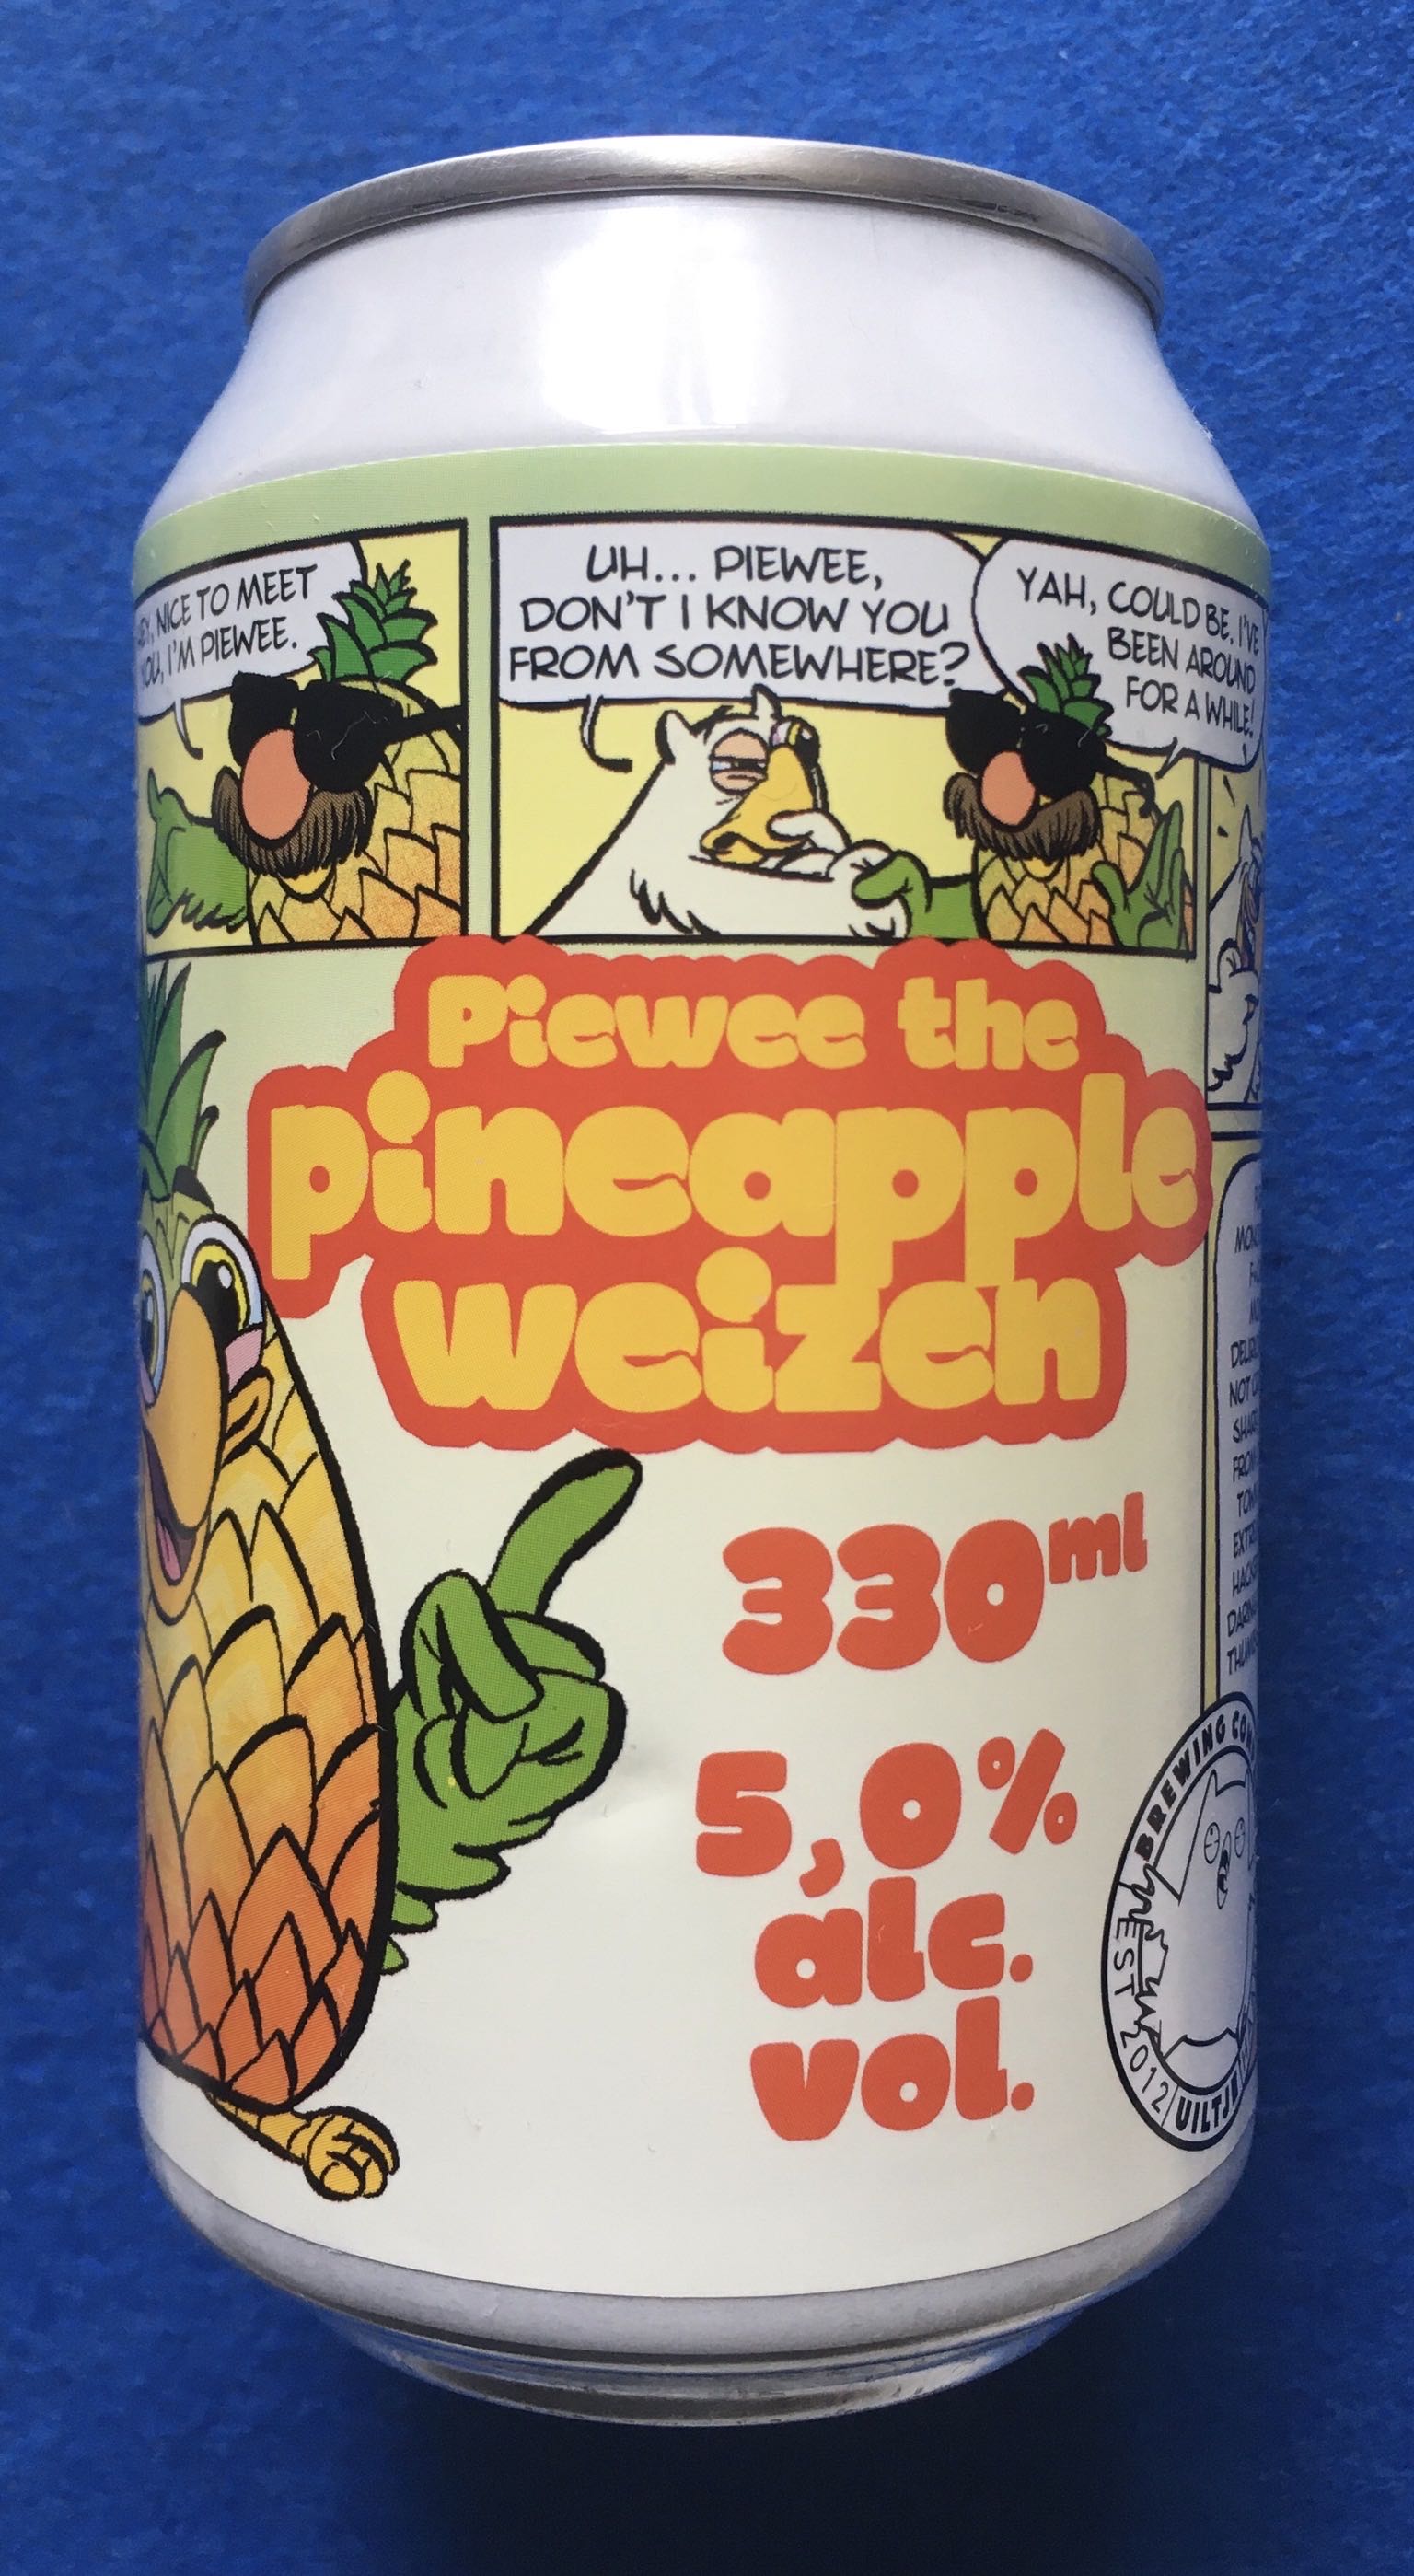 NICE TO MEET
YOU, I'M PIEWEE.
UH... PIEWEE,
DON'T I KNOW YOU
FROM SOMEWHERE?
YAH, COULD BE. I'VE
BEEN AROUND
FOR A WHILE!
Piewee the
pineapple
weizen
330ml
5,0%
alc.
vol.
NOT
BREWING
EST 2012